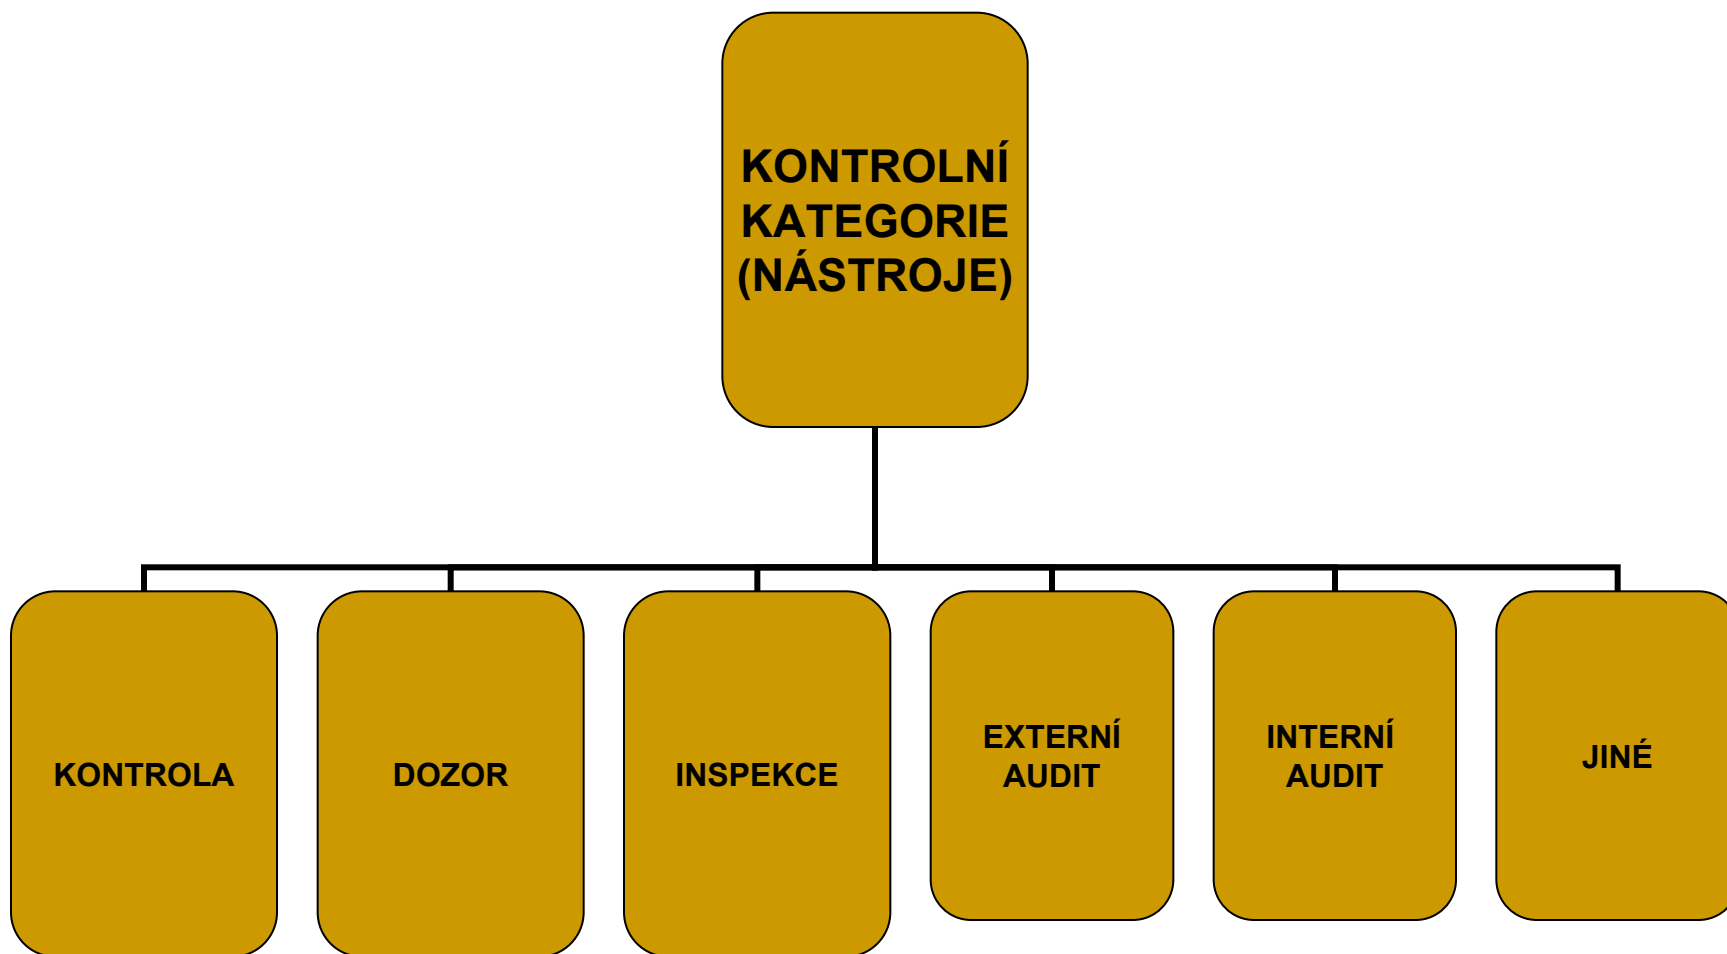 KONTROLNÍ
KATEGORIE
(NÁSTROJE)
KONTROLA
DOZOR
INSPEKCE
EXTERNÍ
AUDIT
INTERNÍ
AUDIT
JINÉ